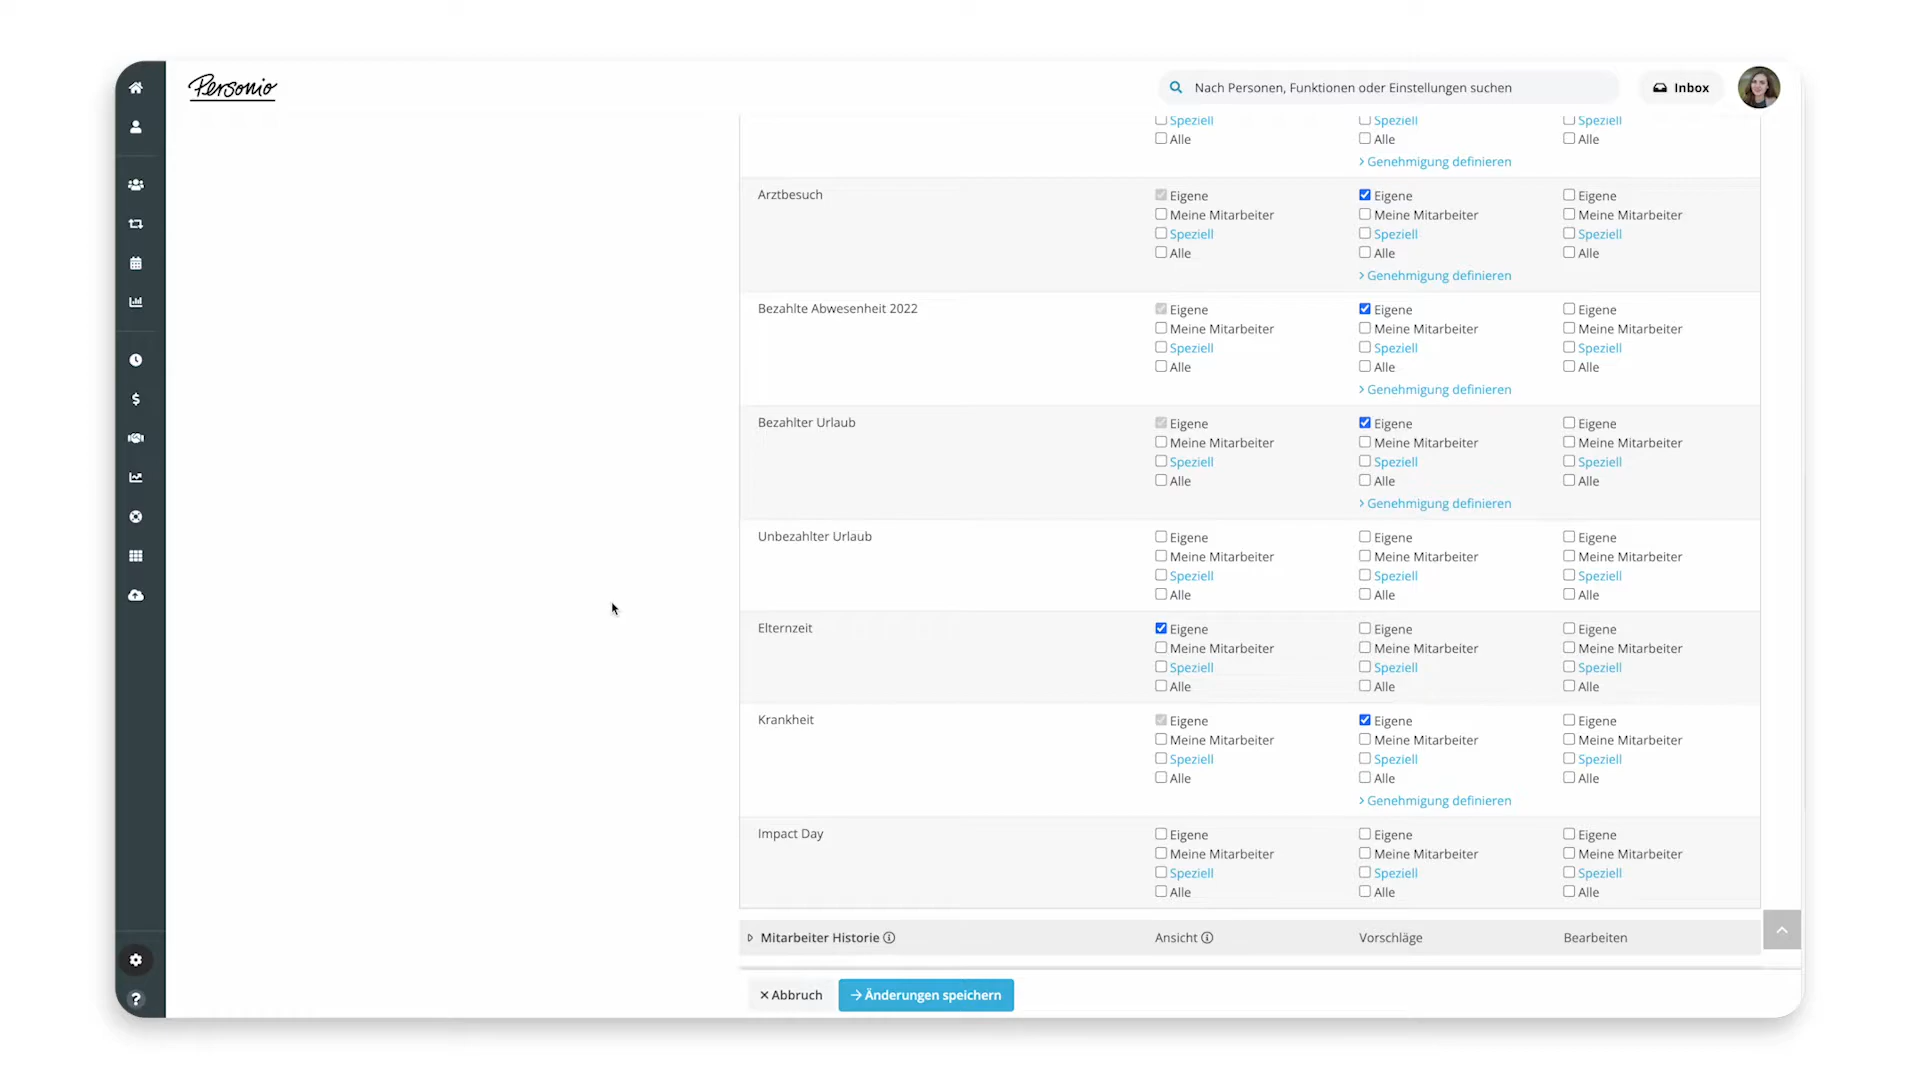 Personio
Nach Personen, Funktionen oder Einstellungen suchen
Inbox
Speziell Speziell Speziell
Alle Alle Alle
Genehmigung definieren
Arztbesuch Eigene Eigene Eigene
Meine Mitarbeiter Meine Mitarbeiter Meine Mitarbeiter
Speziell Speziell Speziell
Alle Alle Alle
Genehmigung definieren
Bezahlte Abwesenheit 2022 Eigene Eigene Eigene
Meine Mitarbeiter Meine Mitarbeiter Meine Mitarbeiter
Speziell Speziell Speziell
Alle Alle Alle
Genehmigung definieren
Bezahlter Urlaub Eigene Eigene Eigene
Meine Mitarbeiter Meine Mitarbeiter Meine Mitarbeiter
Speziell Speziell Speziell
Alle Alle Alle
Genehmigung definieren
Unbezahlter Urlaub Eigene Eigene Eigene
Meine Mitarbeiter Meine Mitarbeiter Meine Mitarbeiter
Speziell Speziell Speziell
Alle Alle Alle
Elternzeit Eigene Eigene Eigene
Meine Mitarbeiter Meine Mitarbeiter Meine Mitarbeiter
Speziell Speziell Speziell
Alle Alle Alle
Krankheit Eigene Eigene Eigene
Meine Mitarbeiter Meine Mitarbeiter Meine Mitarbeiter
Speziell Speziell Speziell
Alle Alle Alle
Genehmigung definieren
Impact Day Eigene Eigene Eigene
Meine Mitarbeiter Meine Mitarbeiter Meine Mitarbeiter
Speziell Speziell Speziell
Alle Alle Alle
Mitarbeiter Historie Ansicht Vorschläge Bearbeiten
Abbruch Änderungen speichern